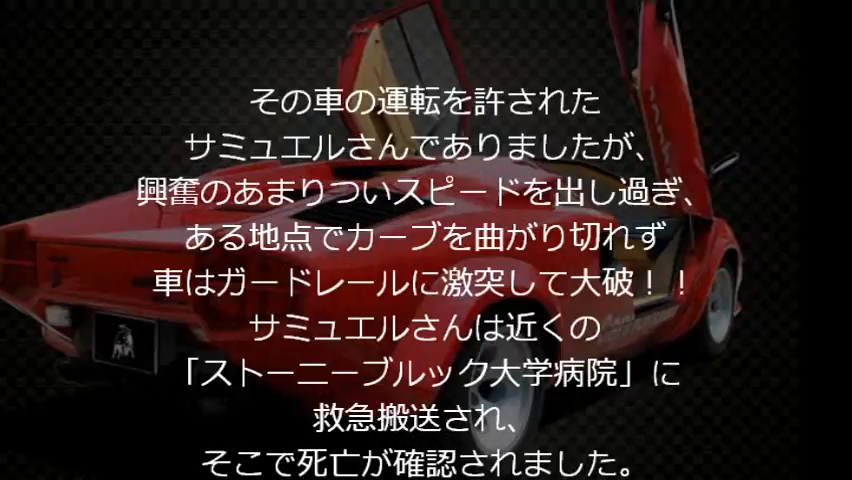 その車の運転を許された
サミュエルさんでありましたが、
興奮のあまりついスピードを出し過ぎ、
ある地点でカーブを曲がり切れず
車はガードレールに激突して大破！！
サミュエルさんは近くの
「ストーニーブルック大学病院」に
救急搬送され、
そこで死亡が確認されました。